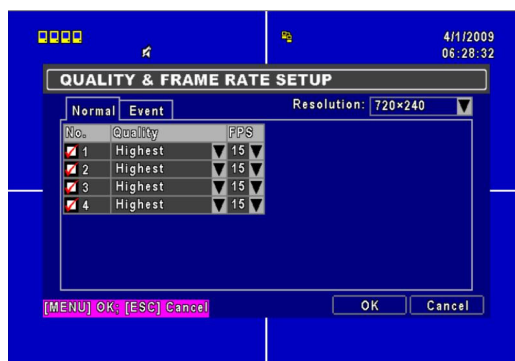 4/1/2009
06:28:32
QUALITY & FRAME RATE SETUP
Normal Event
Resolution: 720×240
No. Quality FPS
1 Highest 15
2 Highest 15
3 Highest 15
4 Highest 15
[MENU] OK; [ESC] Cancel
OK Cancel